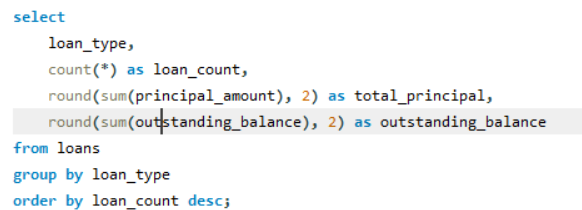 select
loan_type,
count(*) as loan_count,
round(sum(principal_amount), 2) as total_principal,
round(sum(outstanding_balance), 2) as outstanding_balance
from loans
group by loan_type
order by loan_count desc;